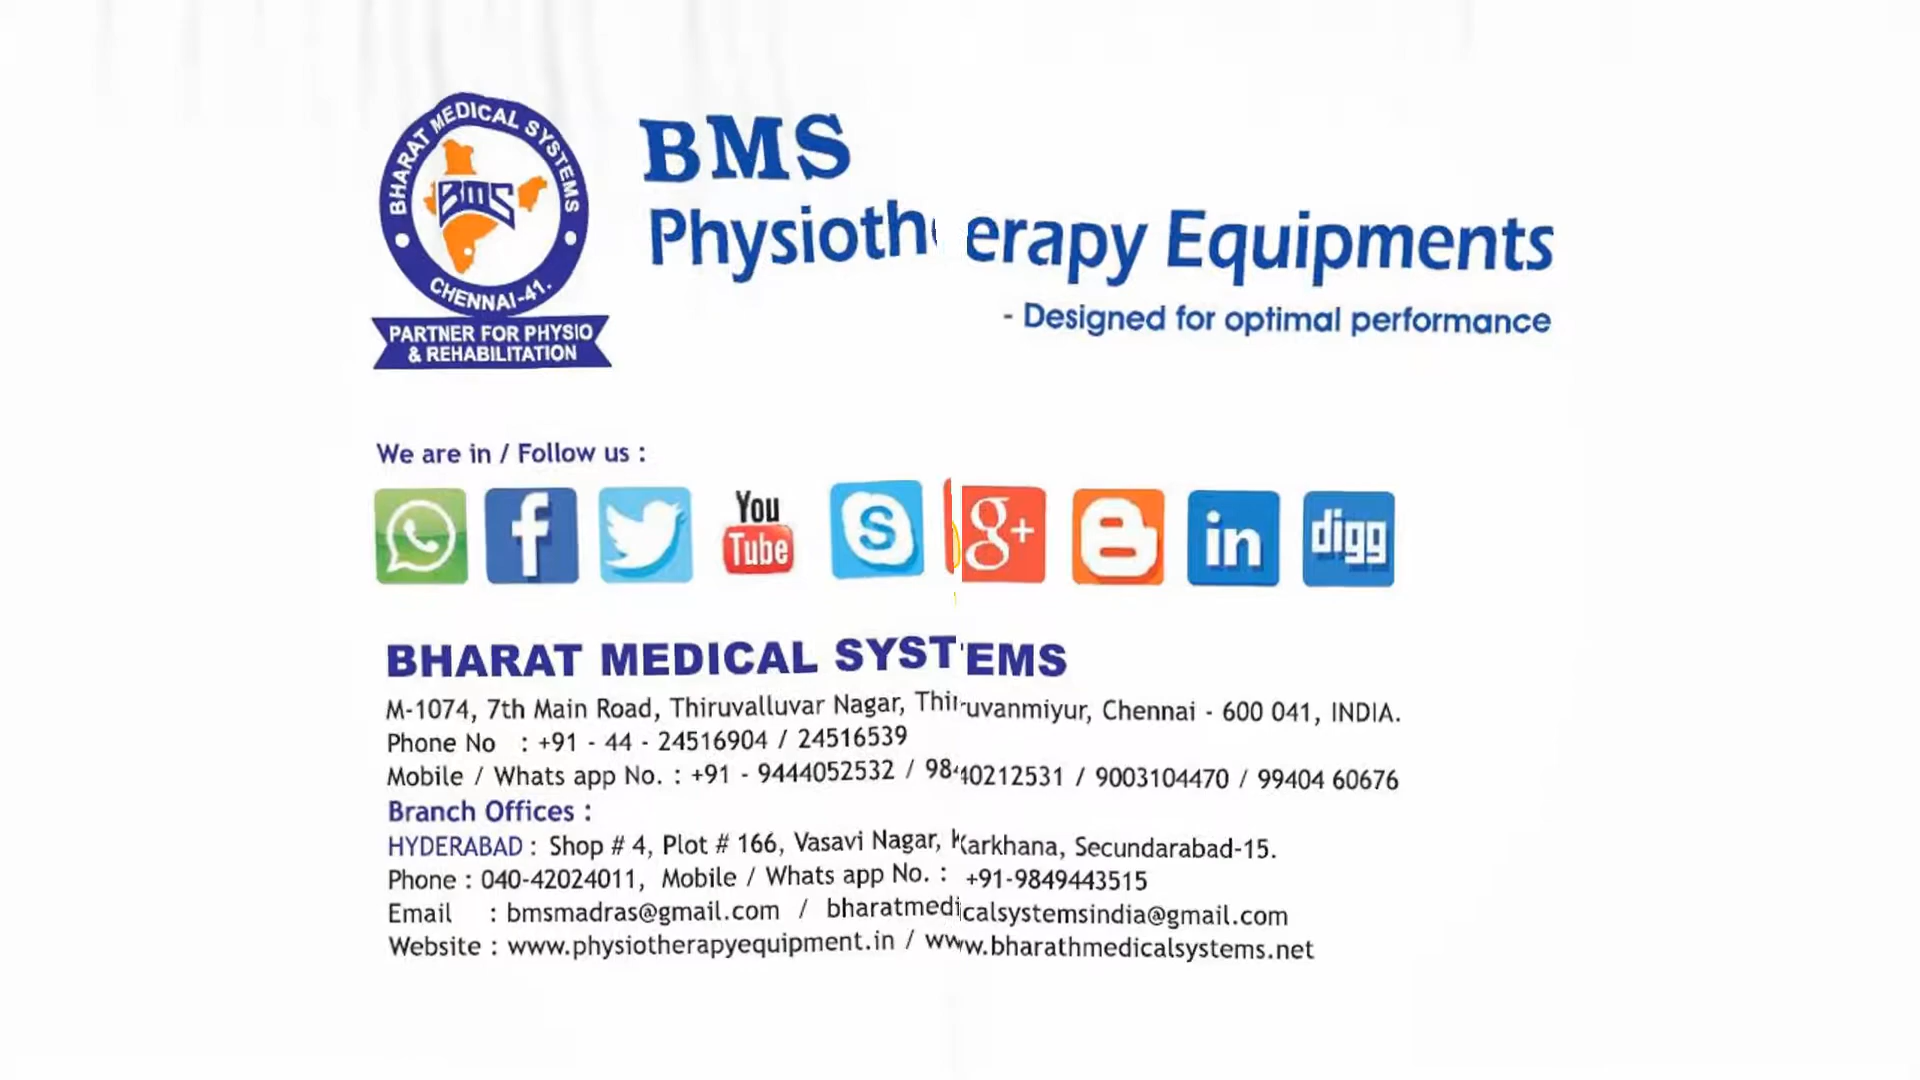 BHARAT MEDICAL SYSTEMS
BMS
CHENNAI-41.
PARTNER FOR PHYSIO
& REHABILITATION
BMS
Physiotherapy Equipments
- Designed for optimal performance
We are in / Follow us :
You
Tube
g+
in
digg
BHARAT MEDICAL SYSTEMS
M-1074, 7th Main Road, Thiruvalluvar Nagar, Thiruvanmiyur, Chennai - 600 041, INDIA.
Phone No : +91 - 44 - 24516904 / 24516539
Mobile / Whats app No. : +91 - 9444052532 / 9840212531 / 9003104470 / 99404 60676
Branch Offices :
HYDERABAD : Shop # 4, Plot # 166, Vasavi Nagar, Karkhana, Secundarabad-15.
Phone : 040-42024011, Mobile / Whats app No. : +91-9849443515
Email : bmsmadras@gmail.com / bharatmedicalsystemsindia@gmail.com
Website : www.physiotherapyequipment.in / www.bharathmedicalsystems.net